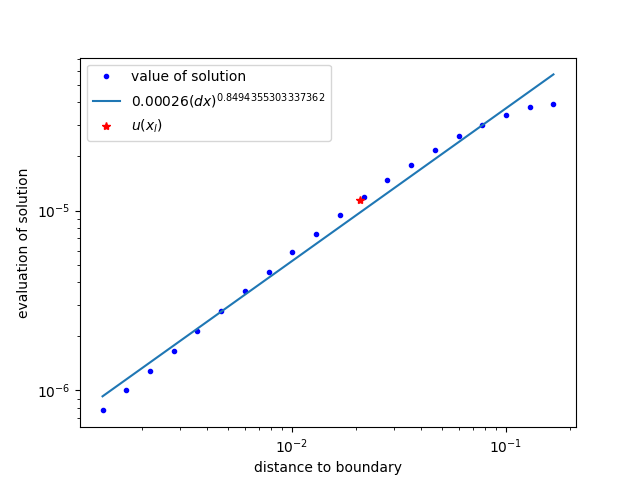 value of solution
0.00026(dx)^0.8494355303337362
u(x_l)
evaluation of solution
10^-5
10^-6
10^-2
10^-1
distance to boundary